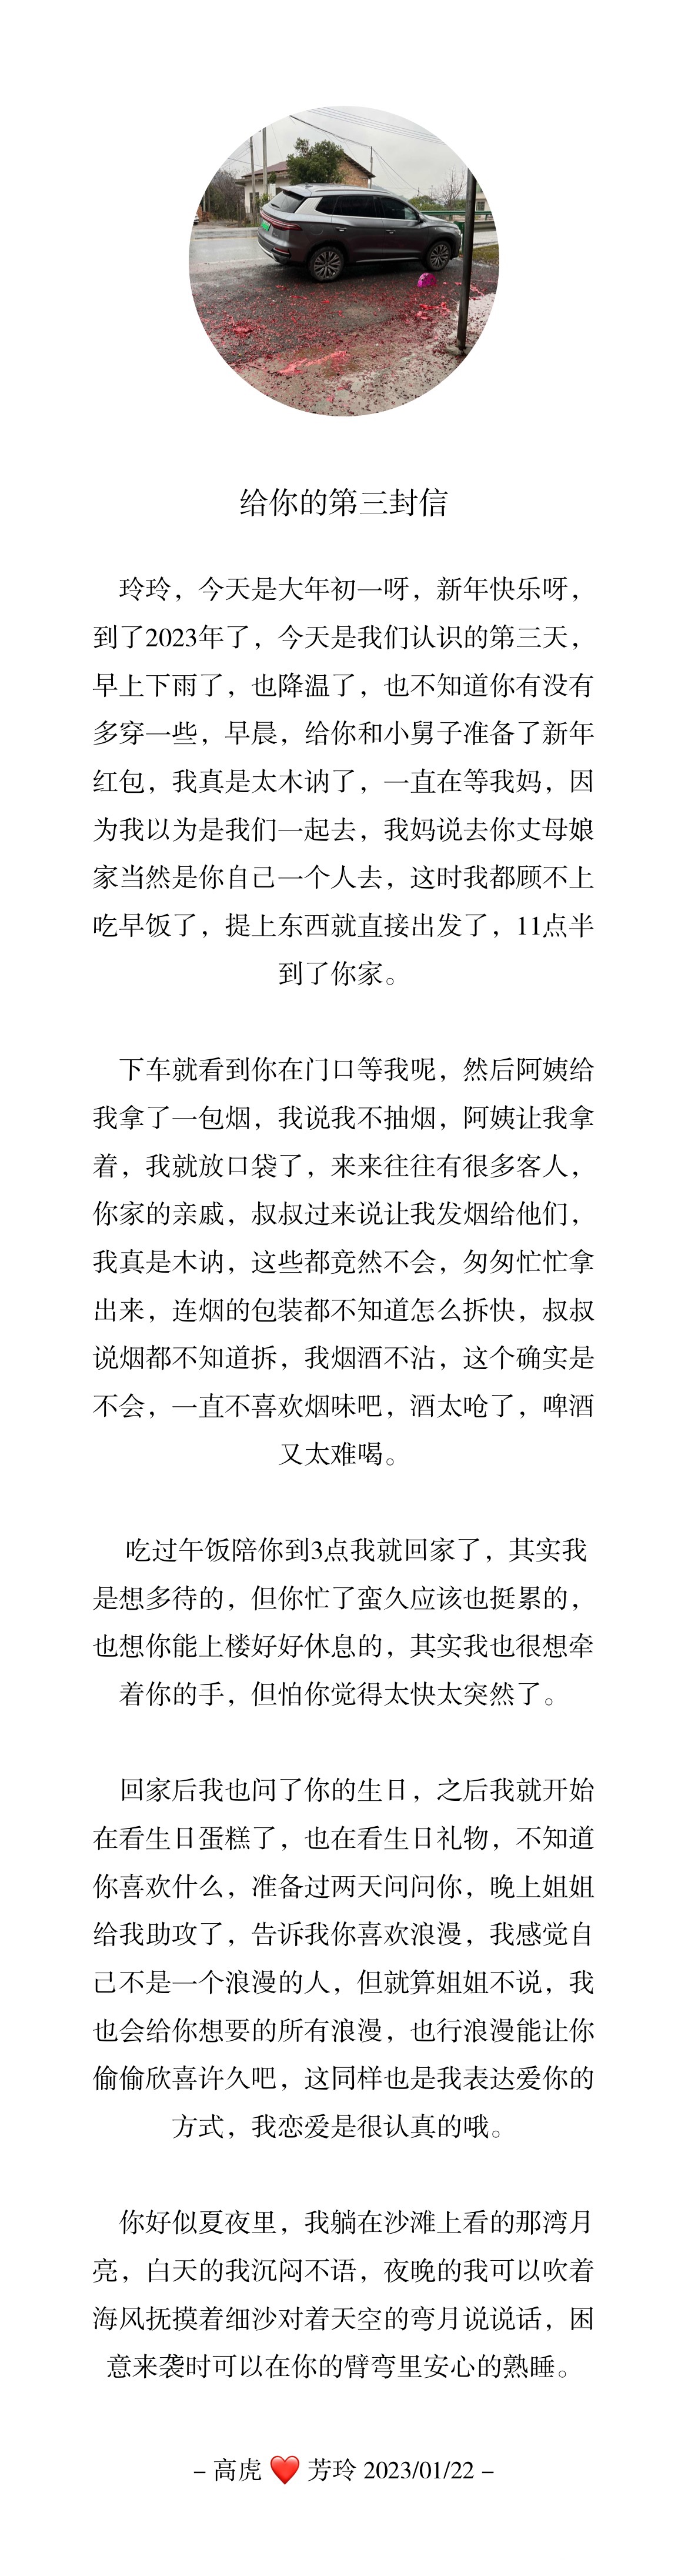 给你的第三封信
玲玲，今天是大年初一呀，新年快乐呀，
到了2023年了，今天是我们认识的第三天，
早上下雨了，也降温了，也不知道你有没有
多穿一些，早晨，给你和小舅子准备了新年
红包，我真是太木讷了，一直在等我妈，因
为我以为是我们一起去，我妈说去你丈母娘
家当然是你自己一个人去，这时我都顾不上
吃早饭了，提上东西就直接出发了，11点半
到了你家。
下车就看到你在门口等我呢，然后阿姨给
我拿了一包烟，我说我不抽烟，阿姨让我拿
着，我就放口袋了，来来往往有很多客人，
你家的亲戚，叔叔过来说让我发烟给他们，
我真是木讷，这些都竟然不会，匆匆忙忙拿
出来，连烟的包装都不知道怎么拆快，叔叔
说烟都不知道拆，我烟酒不沾，这个确实是
不会，一直不喜欢烟味吧，酒太呛了，啤酒
又太难喝。
吃过午饭陪你到3点我就回家了，其实我
是想多待的，但你忙了蛮久应该也挺累的，
也想你能上楼好好休息的，其实我也很想牵
着你的手，但怕你觉得太快太突然了。
回家后我也问了你的生日，之后我就开始
在看生日蛋糕了，也在看生日礼物，不知道
你喜欢什么，准备过两天问问你，晚上姐姐
给我助攻了，告诉我你喜欢浪漫，我感觉自
己不是一个浪漫的人，但就算姐姐不说，我
也会给你想要的所有浪漫，也行浪漫能让你
偷偷欣喜许久吧，这同样也是我表达爱你的
方式，我恋爱是很认真的哦。
你好似夏夜里，我躺在沙滩上看的那湾月
亮，白天的我沉闷不语，夜晚的我可以吹着
海风抚摸着细沙对着天空的弯月说说话，困
意来袭时可以在你的臂弯里安心的熟睡。
– 高虎 ❤️ 芳玲 2023/01/22 –